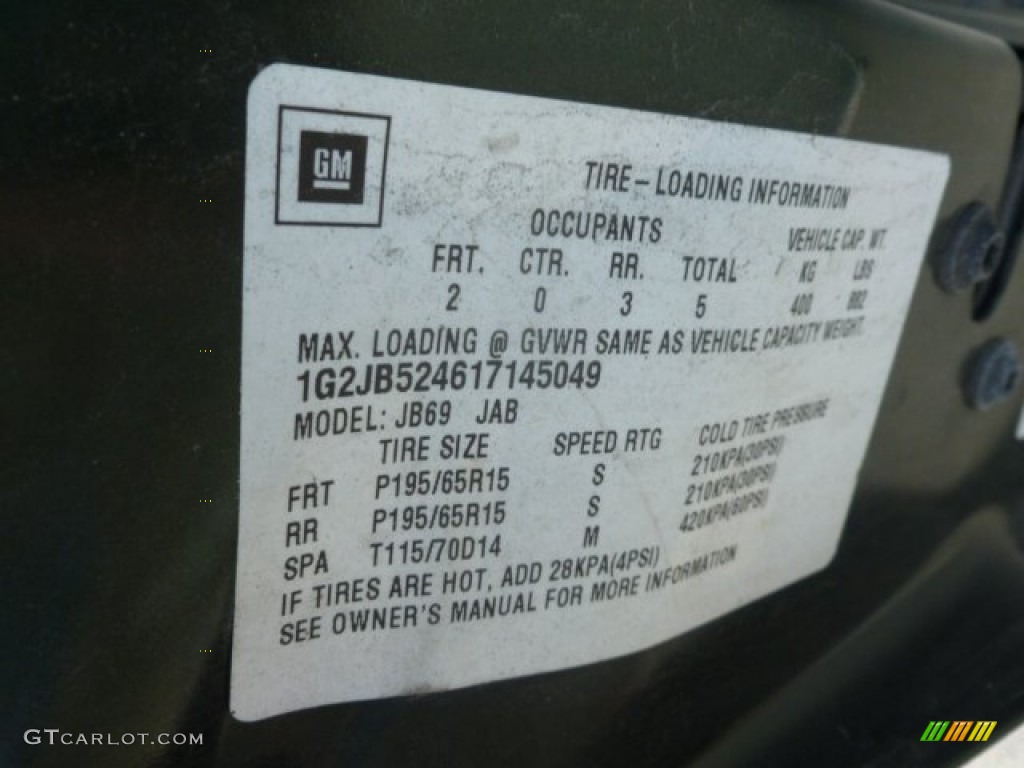 GM
TIRE – LOADING INFORMATION
OCCUPANTS VEHICLE CAP. WT.
FRT. CTR. RR. TOTAL KG LBS
2 0 3 5 400 882
MAX. LOADING @ GVWR SAME AS VEHICLE CAPACITY WEIGHT.
1G2JB524617145049
MODEL: JB69 JAB
TIRE SIZE SPEED RTG COLD TIRE PRESSURE
FRT P195/65R15 S 210KPA(30PSI)
RR P195/65R15 S 210KPA(30PSI)
SPA T115/70D14 M 420KPA(60PSI)
IF TIRES ARE HOT, ADD 28KPA(4PSI)
SEE OWNER'S MANUAL FOR MORE INFORMATION
GTCARLOT.COM